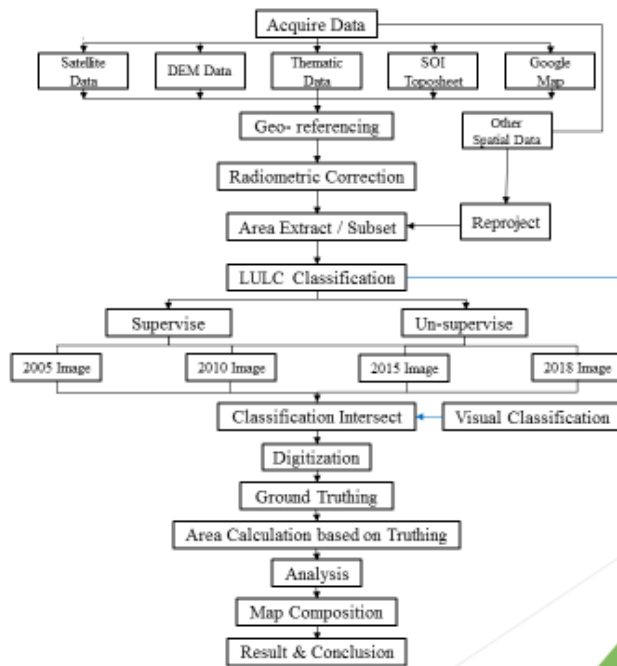 Acquire Data
Satellite
Data
DEM Data
Thematic
Data
SOI
Toposheet
Google
Map
Geo- referencing
Other
Spatial Data
Radiometric Correction
Area Extract / Subset
Reproject
LULC Classification
Supervise
Un-supervise
2005 Image
2010 Image
2015 Image
2018 Image
Classification Intersect
Visual Classification
Digitization
Ground Truthing
Area Calculation based on Truthing
Analysis
Map Composition
Result & Conclusion